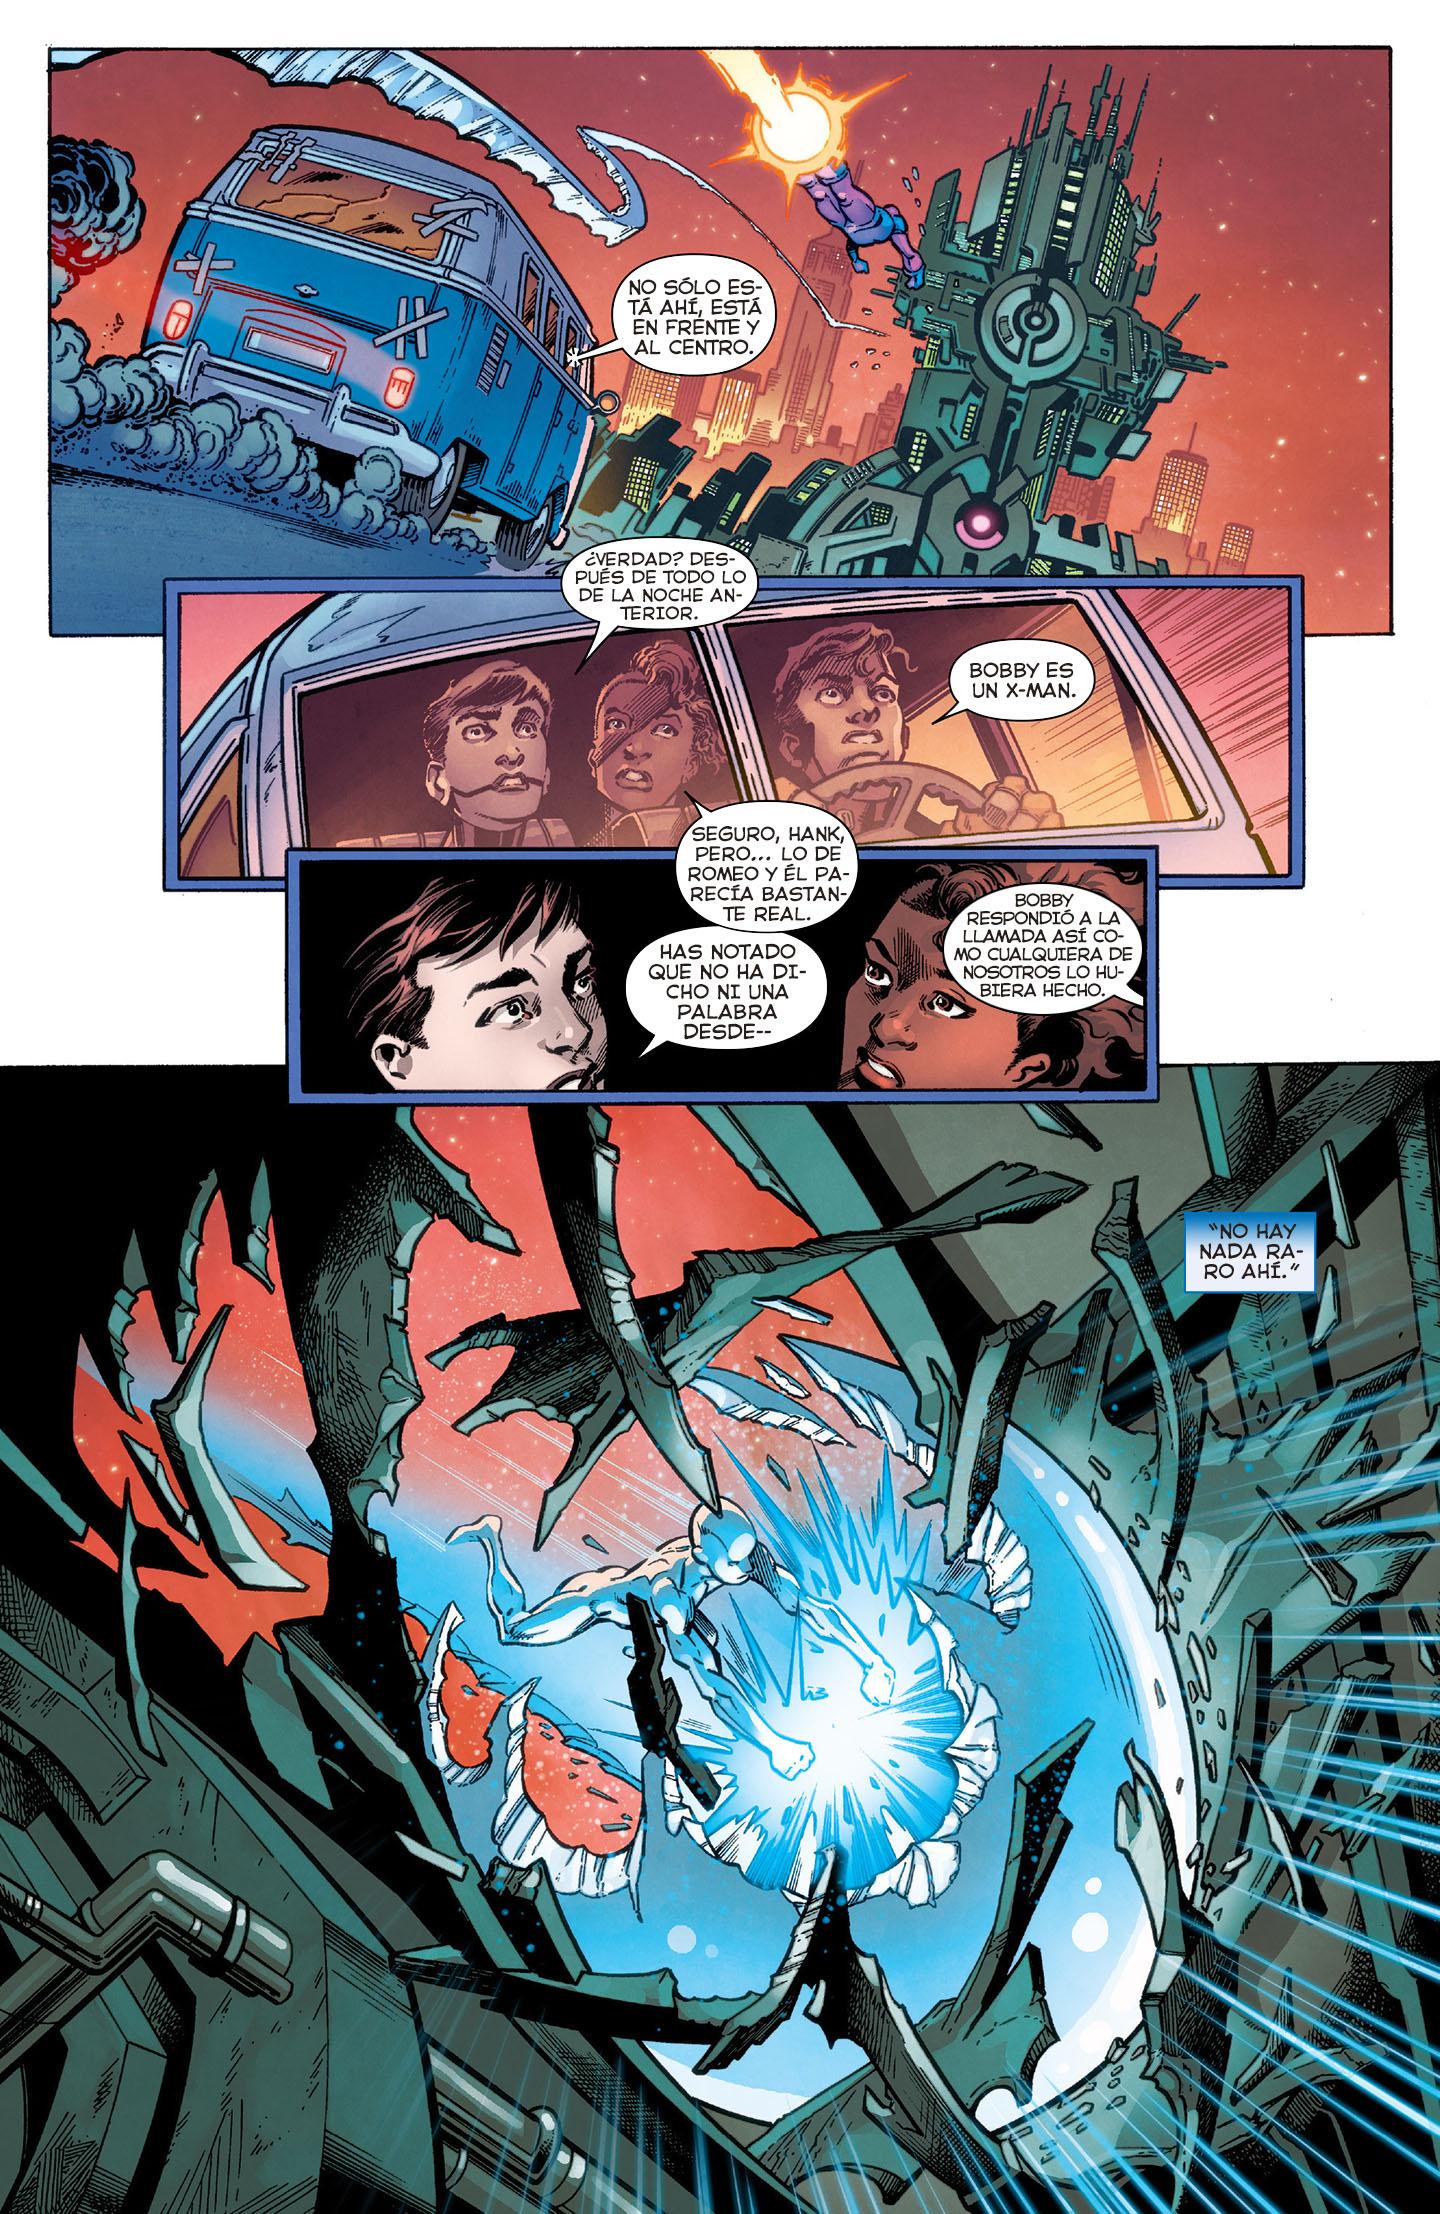 NO SÓLO ES-
TÁ AHÍ, ESTÁ
EN FRENTE Y
AL CENTRO.
¿VERDAD? DES-
PUÉS DE TODO LO
DE LA NOCHE AN-
TERIOR.
BOBBY ES
UN X-MAN.
SEGURO, HANK,
PERO... LO DE
ROMEO Y ÉL PA-
RECÍA BASTAN-
TE REAL.
HAS NOTADO
QUE NO HA DI-
CHO NI UNA
PALABRA
DESDE--
BOBBY
RESPONDIÓ A LA
LLAMADA ASÍ CO-
MO CUALQUIERA DE
NOSOTROS LO HU-
BIERA HECHO.
"NO HAY
NADA RA-
RO AHÍ."